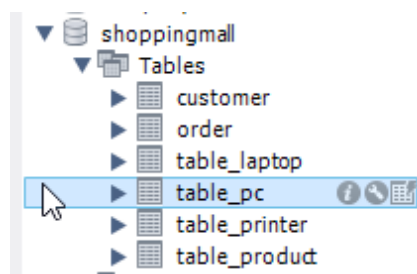 shoppingmall
Tables
customer
order
table_laptop
table_pc
table_printer
table_product